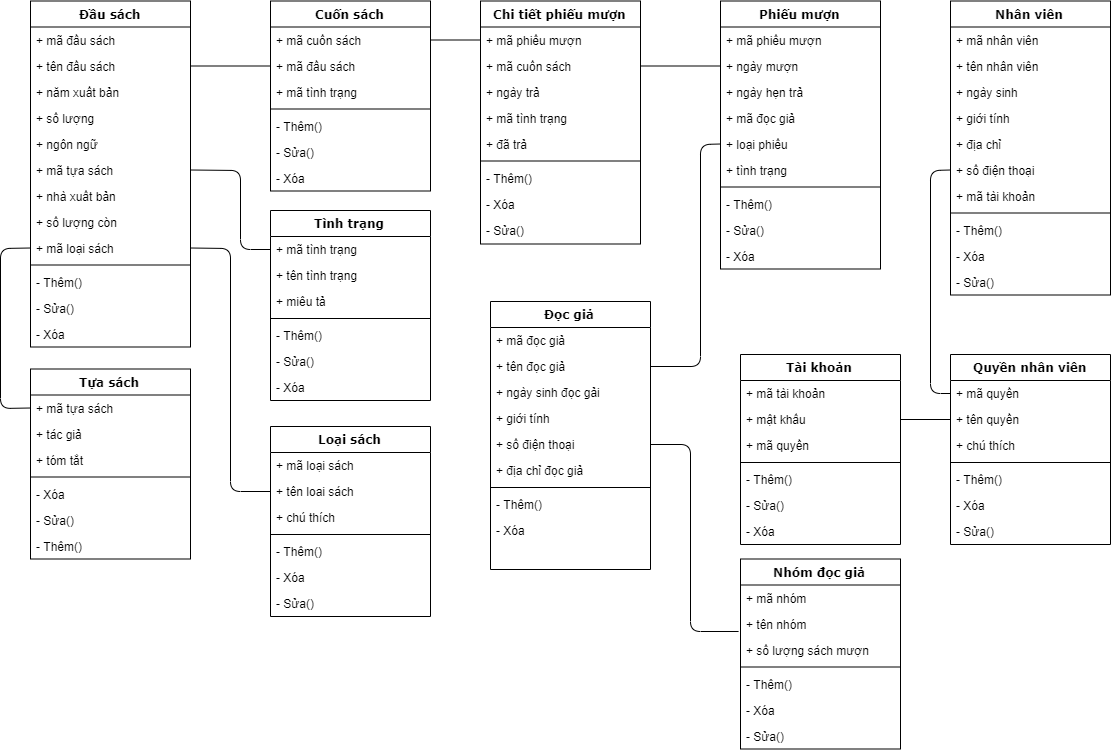 Đầu sách
+ mã đầu sách
+ tên đầu sách
+ năm xuất bản
+ số lượng
+ ngôn ngữ
+ mã tựa sách
+ nhà xuất bản
+ số lượng còn
+ mã loại sách
- Thêm()
- Sửa()
- Xóa
Cuốn sách
+ mã cuốn sách
+ mã đầu sách
+ mã tình trạng
- Thêm()
- Sửa()
- Xóa
Chi tiết phiếu mượn
+ mã phiếu mượn
+ mã cuốn sách
+ ngày trả
+ mã tình trạng
+ đã trả
- Thêm()
- Xóa
- Sửa()
Phiếu mượn
+ mã phiếu mượn
+ ngày mượn
+ ngày hẹn trả
+ mã đọc giả
+ loại phiếu
+ tình trạng
- Thêm()
- Sửa()
- Xóa
Nhân viên
+ mã nhân viên
+ tên nhân viên
+ ngày sinh
+ giới tính
+ địa chỉ
+ số điện thoại
+ mã tài khoản
- Thêm()
- Xóa
- Sửa()
Tình trạng
+ mã tình trạng
+ tên tình trạng
+ miêu tả
- Thêm()
- Sửa()
- Xóa
Đọc giả
+ mã đọc giả
+ tên đọc giả
+ ngày sinh đọc gải
+ giới tính
+ số điện thoại
+ địa chỉ đọc giả
- Thêm()
- Xóa
Tài khoản
+ mã tài khoản
+ mật khẩu
+ mã quyền
- Thêm()
- Sửa()
- Xóa
Quyền nhân viên
+ mã quyền
+ tên quyền
+ chú thích
- Thêm()
- Xóa
- Sửa()
Tựa sách
+ mã tựa sách
+ tác giả
+ tóm tắt
- Xóa
- Sửa()
- Thêm()
Loại sách
+ mã loại sách
+ tên loai sách
+ chú thích
- Thêm()
- Xóa
- Sửa()
Nhóm đọc giả
+ mã nhóm
+ tên nhóm
+ số lượng sách mượn
- Thêm()
- Xóa
- Sửa()